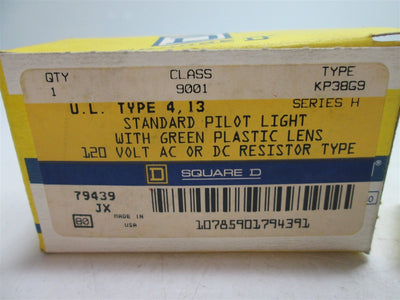 QTY CLASS TYPE
1 9001 KP38G9
U.L. TYPE 4,13 SERIES H
STANDARD PILOT LIGHT
WITH GREEN PLASTIC LENS
120 VOLT AC OR DC RESISTOR TYPE
D SQUARE D
79439
JX
80 MADE IN
USA
10785901794391